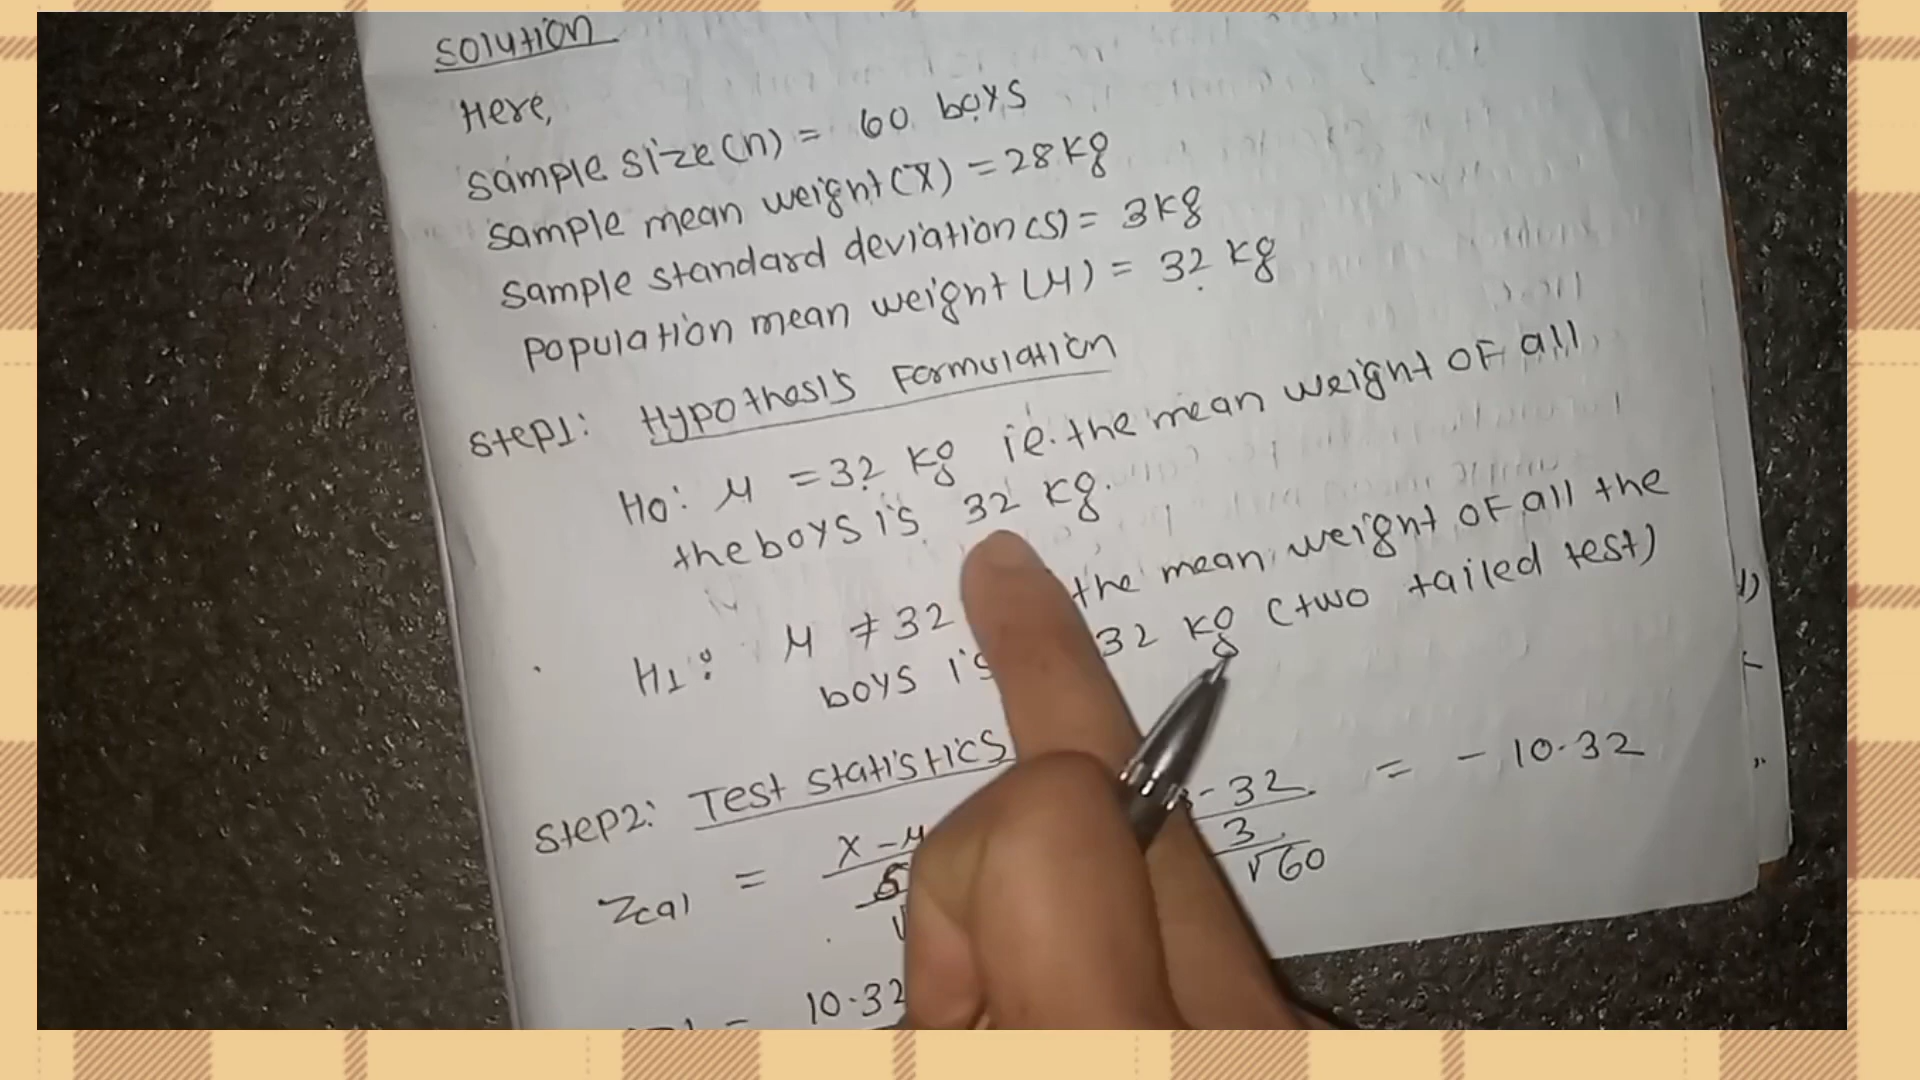 SOLUTION
Here,
sample size (n) = 60 boys
sample mean weight (X̄) = 28 kg
sample standard deviation (S) = 3 kg
population mean weight (μ) = 32 kg
Step1: Hypothesis Formulation
H0: μ = 32 kg ie. the mean weight of all
the boys is 32 kg.
H1: μ ≠ 32 the mean weight of all the
boys is 32 kg (two tailed test)
Step2: Test Statistics
Zcal = X - μ - 32 = - 10.32
3
√60
10.32